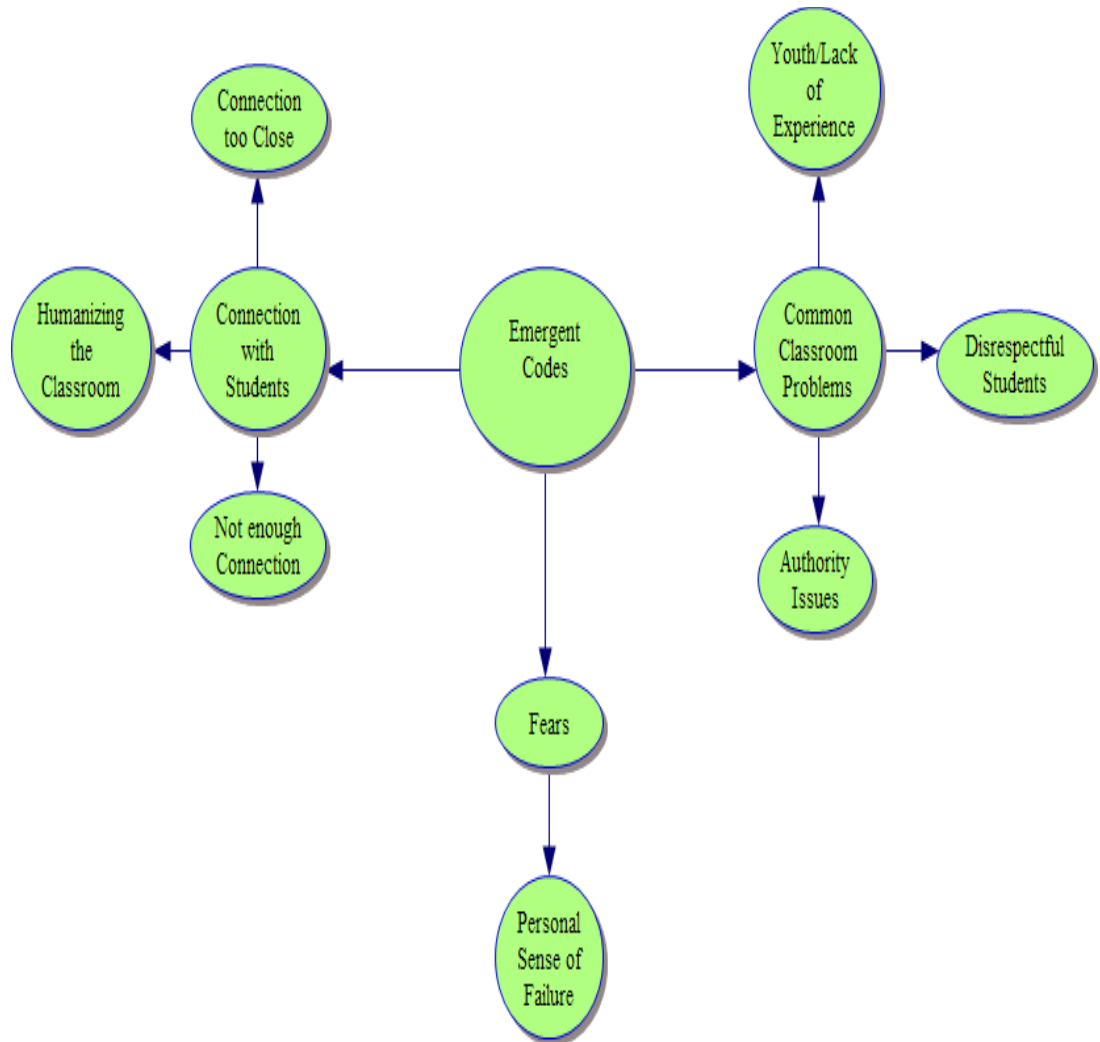 Youth/Lack
of
Experience
Connection
too Close
Humanizing
the
Classroom
Connection
with
Students
Emergent
Codes
Common
Classroom
Problems
Disrespectful
Students
Not enough
Connection
Authority
Issues
Fears
Personal
Sense of
Failure